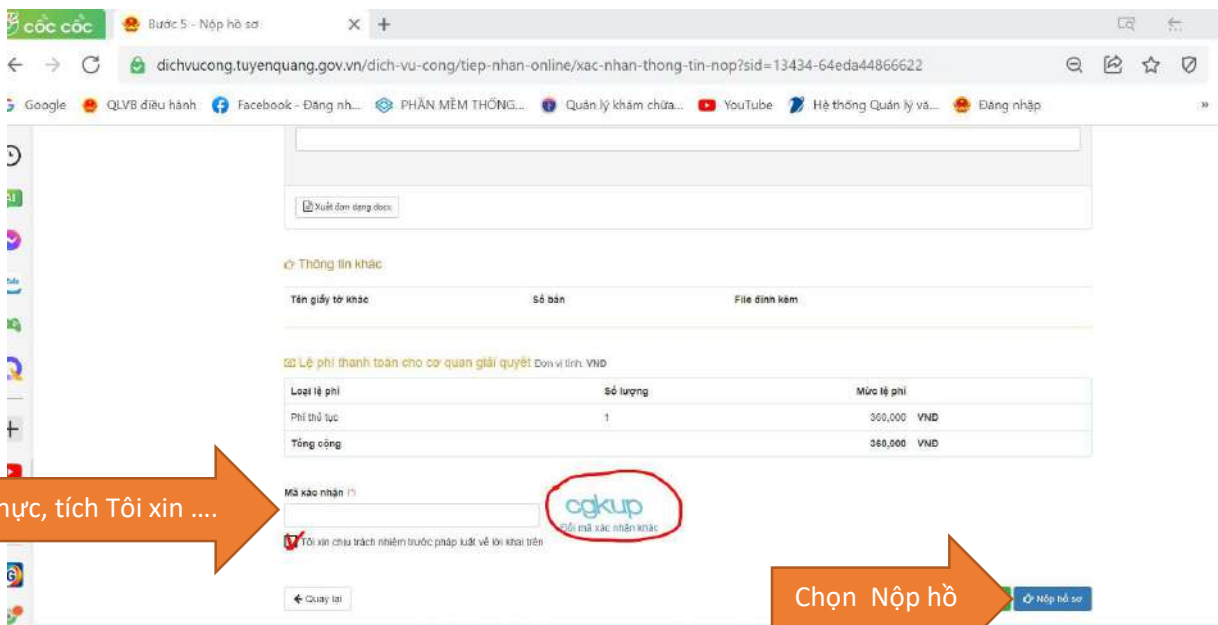 cốc cốc
Bước 5 - Nộp hồ sơ
dichvucong.tuyenquang.gov.vn/dich-vu-cong/tiep-nhan-online/xac-nhan-thong-tin-nop?sid=13434-64eda44866622
Google QLVB điều hành Facebook - Đăng nh... PHẦN MỀM THỐNG... Quản lý khám chữa... YouTube Hệ thống Quản lý và... Đăng nhập »
Xuất đơn dạng docx
Thông tin khác
Tên giấy tờ khác Số bản File đính kèm
Lệ phí thanh toán cho cơ quan giải quyết Đơn vị tính: VND
Loại lệ phí Số lượng Mức lệ phí
Phí thủ tục 1 360,000 VND
Tổng cộng 360,000 VND
Mã xác nhận (*)
cgkup
Đổi mã xác nhận khác
hực, tích Tôi xin ....
Tôi xin chịu trách nhiệm trước pháp luật về lời khai trên
Quay lại
Chọn Nộp hồ
Nộp hồ sơ